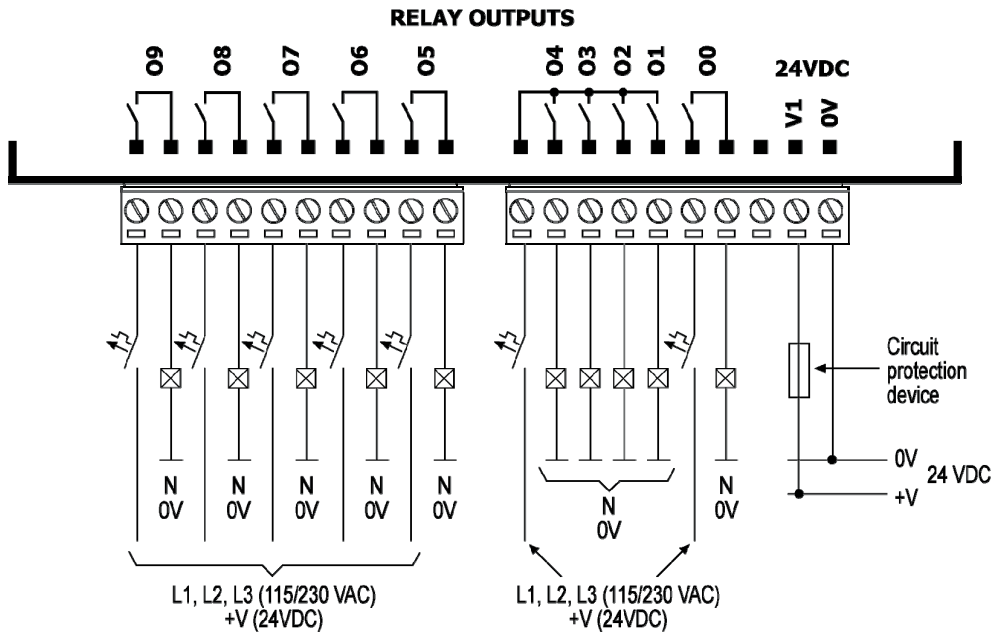 RELAY OUTPUTS
O9 O8 O7 O6 O5 O4 O3 O2 O1 O0 24VDC
V1 0V
Circuit
protection
device
0V
24 VDC
+V
N N N N N N
0V 0V 0V 0V 0V 0V
N
0V
L1, L2, L3 (115/230 VAC)
+V (24VDC)
L1, L2, L3 (115/230 VAC)
+V (24VDC)